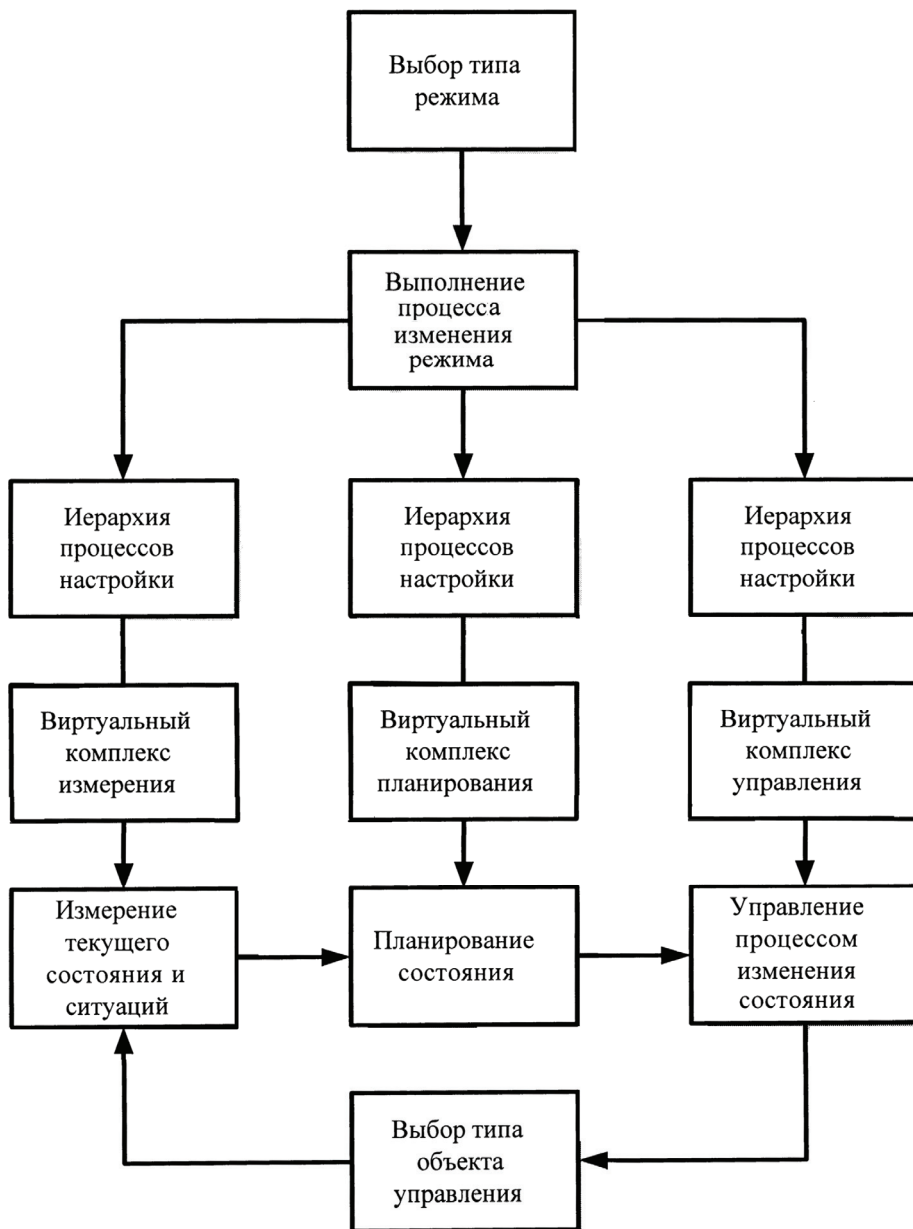 Выбор типа
режима
Выполнение
процесса
изменения
режима
Иерархия
процессов
настройки
Иерархия
процессов
настройки
Иерархия
процессов
настройки
Виртуальный
комплекс
измерения
Виртуальный
комплекс
планирования
Виртуальный
комплекс
управления
Измерение
текущего
состояния и
ситуаций
Планирование
состояния
Управление
процессом
изменения
состояния
Выбор типа
объекта
управления